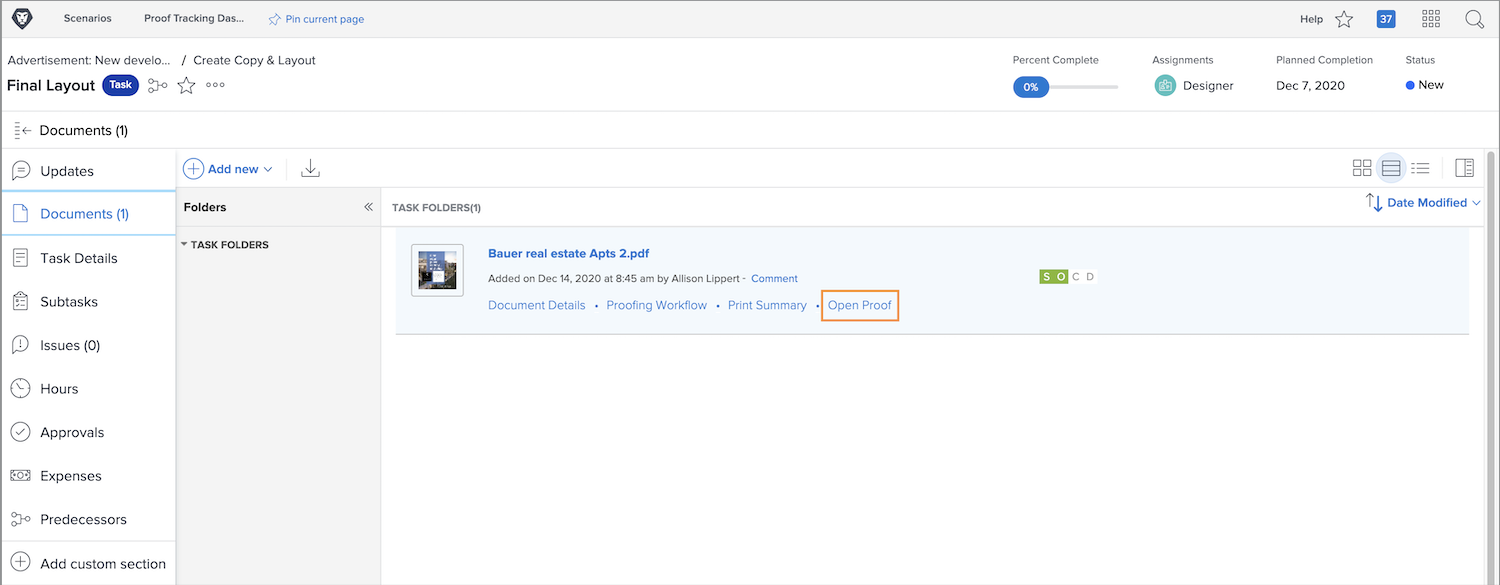 Scenarios Proof Tracking Das... Pin current page Help 37
Advertisement: New develo... / Create Copy & Layout
Final Layout Task
Percent Complete Assignments Planned Completion Status
0% Designer Dec 7, 2020 New
Documents (1)
Updates
Documents (1)
Task Details
Subtasks
Issues (0)
Hours
Approvals
Expenses
Predecessors
Add custom section
Add new
Folders
TASK FOLDERS
TASK FOLDERS(1)
Date Modified
Bauer real estate Apts 2.pdf
Added on Dec 14, 2020 at 8:45 am by Allison Lippert - Comment
S O C D
Document Details • Proofing Workflow • Print Summary • Open Proof